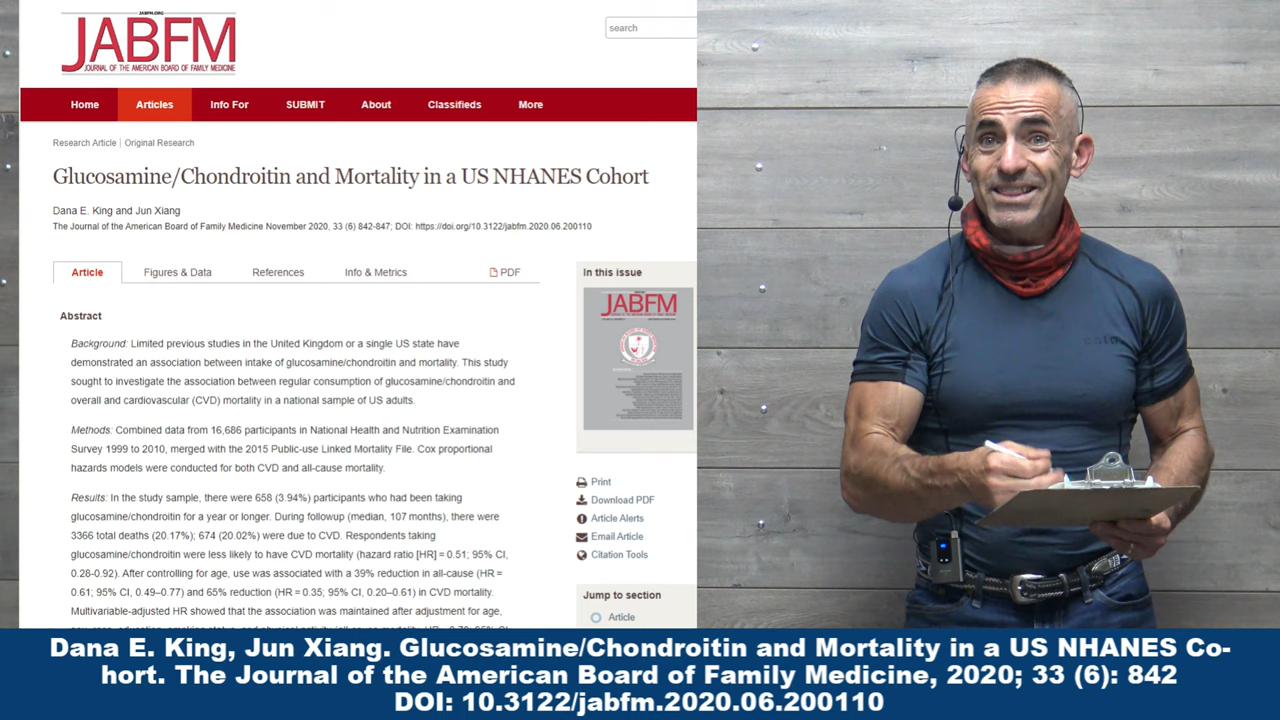 JABFM.ORG
JABFM
JOURNAL OF THE AMERICAN BOARD OF FAMILY MEDICINE
search
Home Articles Info For SUBMIT About Classifieds More
Research Article | Original Research
Glucosamine/Chondroitin and Mortality in a US NHANES Cohort
Dana E. King and Jun Xiang
The Journal of the American Board of Family Medicine November 2020, 33 (6) 842-847; DOI: https://doi.org/10.3122/jabfm.2020.06.200110
Article Figures & Data References Info & Metrics PDF
Abstract
Background: Limited previous studies in the United Kingdom or a single US state have
demonstrated an association between intake of glucosamine/chondroitin and mortality. This study
sought to investigate the association between regular consumption of glucosamine/chondroitin and
overall and cardiovascular (CVD) mortality in a national sample of US adults.
Methods: Combined data from 16,686 participants in National Health and Nutrition Examination
Survey 1999 to 2010, merged with the 2015 Public-use Linked Mortality File. Cox proportional
hazards models were conducted for both CVD and all-cause mortality.
Results: In the study sample, there were 658 (3.94%) participants who had been taking
glucosamine/chondroitin for a year or longer. During followup (median, 107 months), there were
3366 total deaths (20.17%); 674 (20.02%) were due to CVD. Respondents taking
glucosamine/chondroitin were less likely to have CVD mortality (hazard ratio [HR] = 0.51; 95% CI,
0.28-0.92). After controlling for age, use was associated with a 39% reduction in all-cause (HR =
0.61; 95% CI, 0.49–0.77) and 65% reduction (HR = 0.35; 95% CI, 0.20–0.61) in CVD mortality.
Multivariable-adjusted HR showed that the association was maintained after adjustment for age,
In this issue
JABFM
Print
Download PDF
Article Alerts
Email Article
Citation Tools
Jump to section
Article
Dana E. King, Jun Xiang. Glucosamine/Chondroitin and Mortality in a US NHANES Co-
hort. The Journal of the American Board of Family Medicine, 2020; 33 (6): 842
DOI: 10.3122/jabfm.2020.06.200110